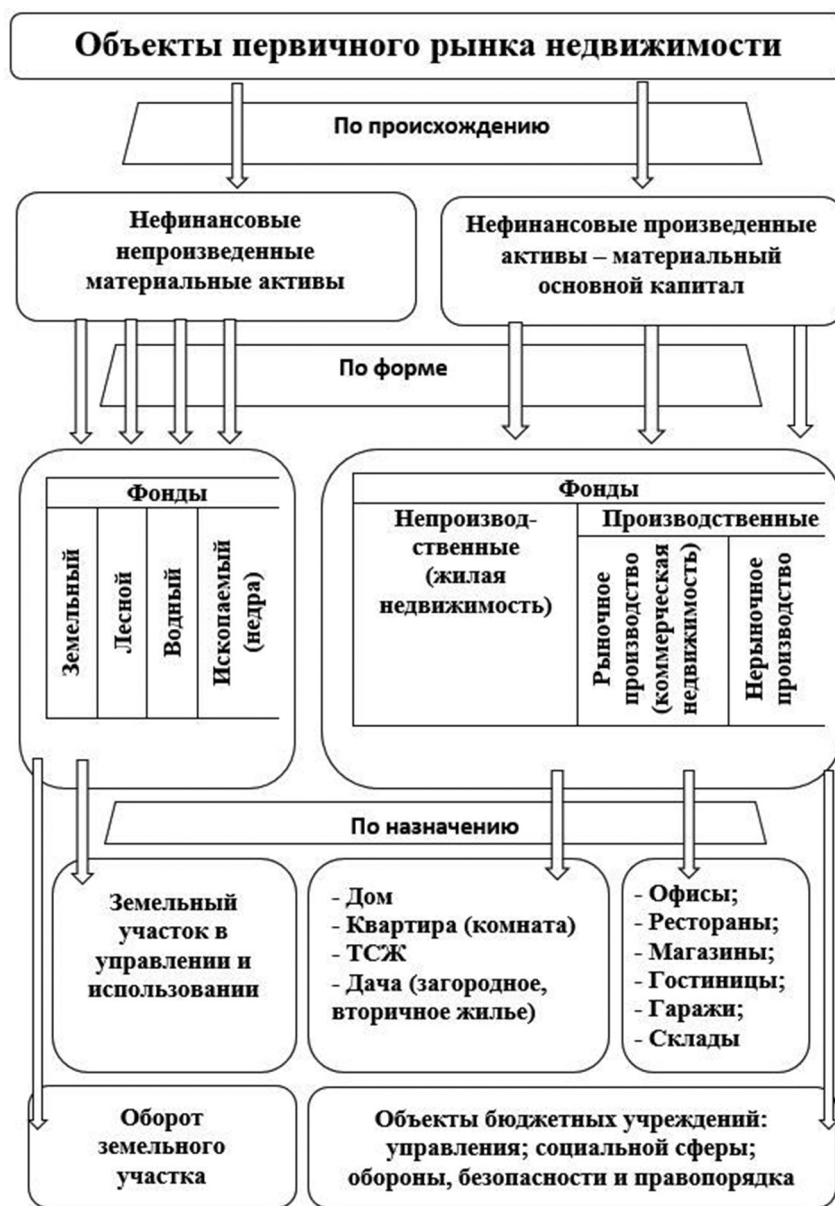 Объекты первичного рынка недвижимости
По происхождению
Нефинансовые
непроизведенные
материальные активы
Нефинансовые произведенные
активы – материальный
основной капитал
По форме
Фонды
Земельный
Лесной
Водный
Ископаемый
(недра)
Фонды
Непроизвод-
ственные
(жилая
недвижимость)
Производственные
Рыночное
производство
(коммерческая
недвижимость)
Нерыночное
производство
По назначению
Земельный
участок в
управлении и
использовании
- Дом
- Квартира (комната)
- ТСЖ
- Дача (загородное,
вторичное жилье)
- Офисы;
- Рестораны;
- Магазины;
- Гостиницы;
- Гаражи;
- Склады
Оборот
земельного
участка
Объекты бюджетных учреждений:
управления; социальной сферы;
обороны, безопасности и правопорядка